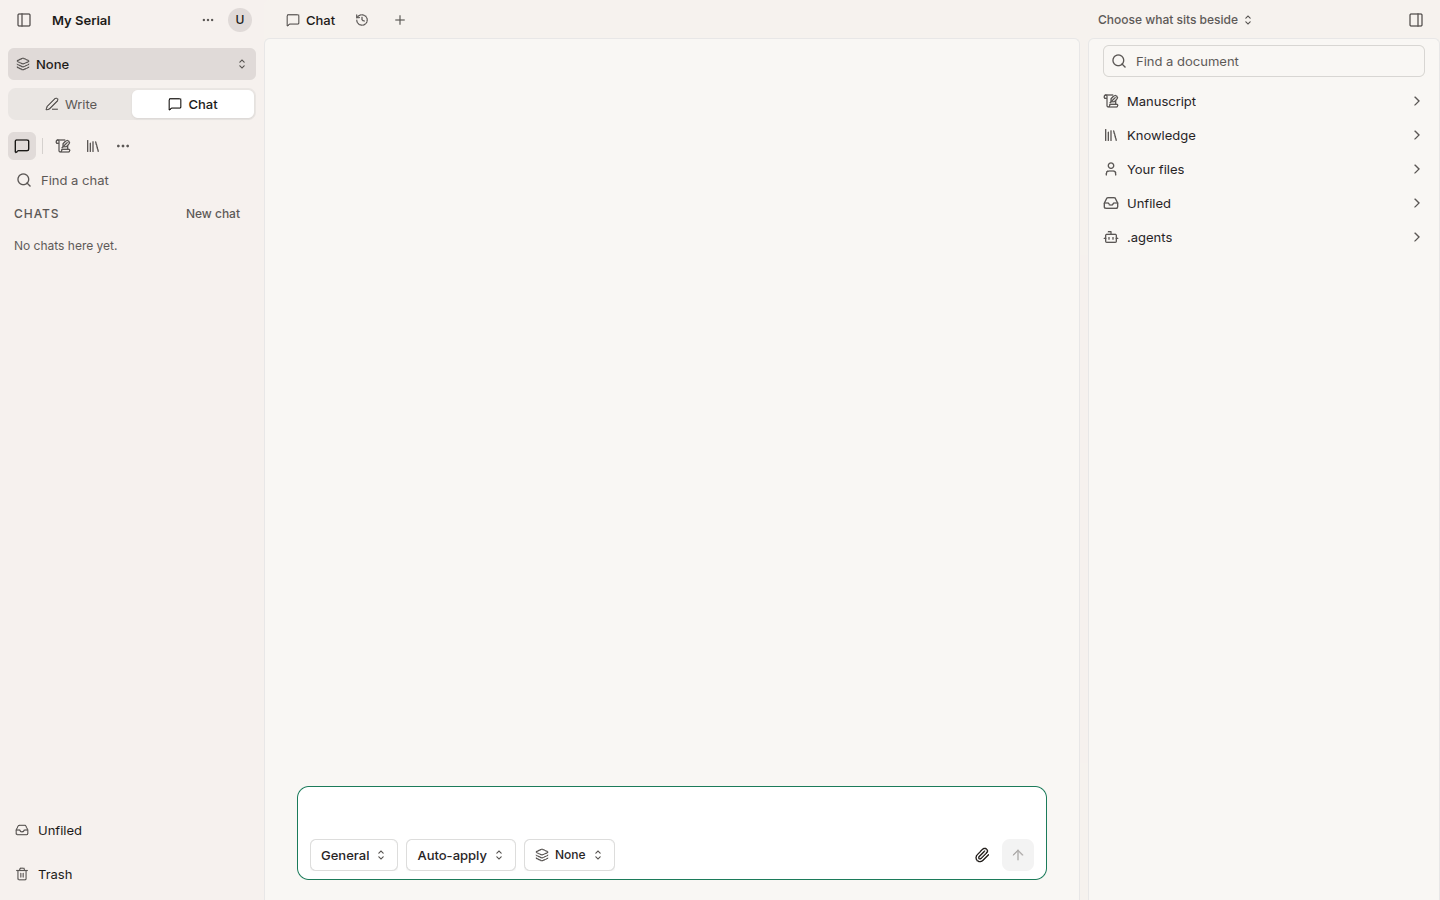 My Serial
U
None
Write
Chat
Find a chat
CHATS
New chat
No chats here yet.
Unfiled
Trash
Chat
General
Auto-apply
None
Choose what sits beside
Find a document
Manuscript
Knowledge
Your files
Unfiled
.agents